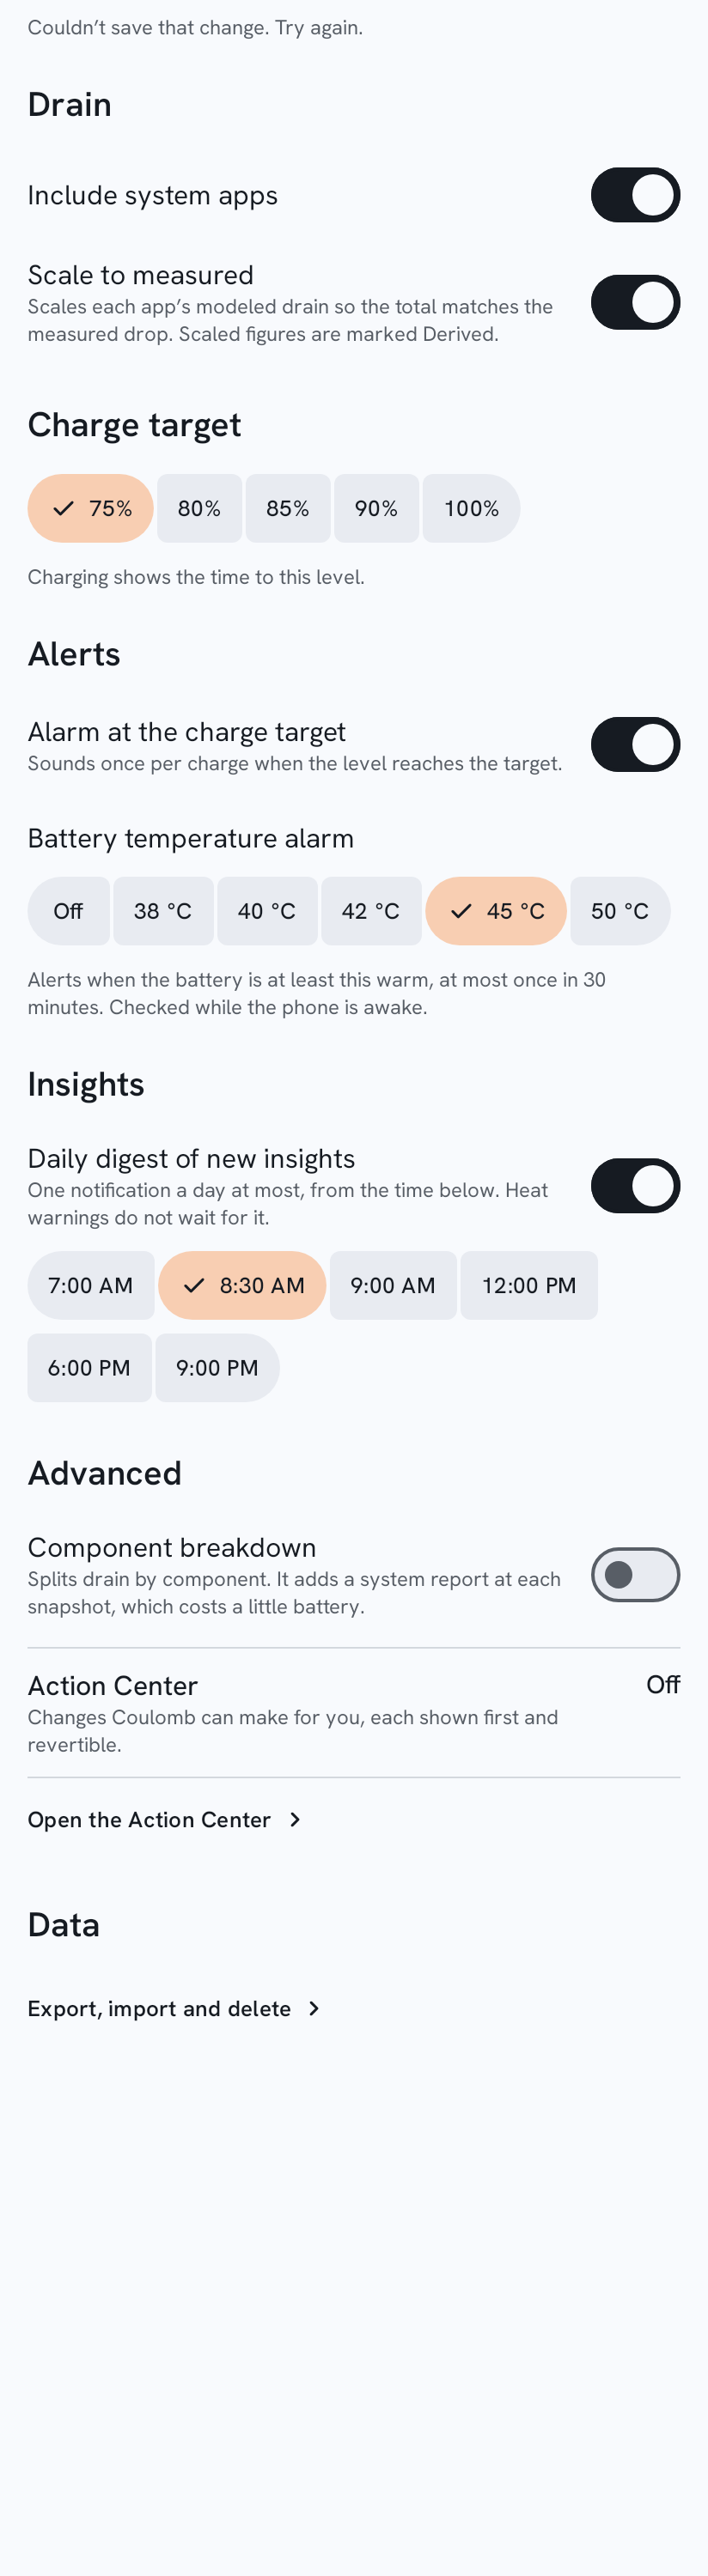 Couldn’t save that change. Try again.
Drain
Include system apps
Scale to measured
Scales each app’s modeled drain so the total matches the
measured drop. Scaled figures are marked Derived.
Charge target
75% 80% 85% 90% 100%
Charging shows the time to this level.
Alerts
Alarm at the charge target
Sounds once per charge when the level reaches the target.
Battery temperature alarm
Off 38 °C 40 °C 42 °C 45 °C 50 °C
Alerts when the battery is at least this warm, at most once in 30
minutes. Checked while the phone is awake.
Insights
Daily digest of new insights
One notification a day at most, from the time below. Heat
warnings do not wait for it.
7:00 AM 8:30 AM 9:00 AM 12:00 PM
6:00 PM 9:00 PM
Advanced
Component breakdown
Splits drain by component. It adds a system report at each
snapshot, which costs a little battery.
Action Center Off
Changes Coulomb can make for you, each shown first and
revertible.
Open the Action Center
Data
Export, import and delete